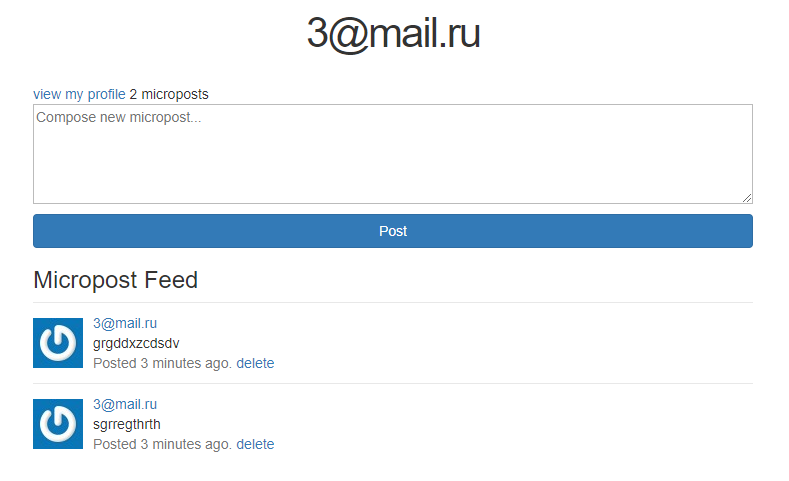 3@mail.ru
view my profile 2 microposts
Compose new micropost...
Post
Micropost Feed
3@mail.ru
grgddxzcdsdv
Posted 3 minutes ago. delete
3@mail.ru
sgrregthrth
Posted 3 minutes ago. delete